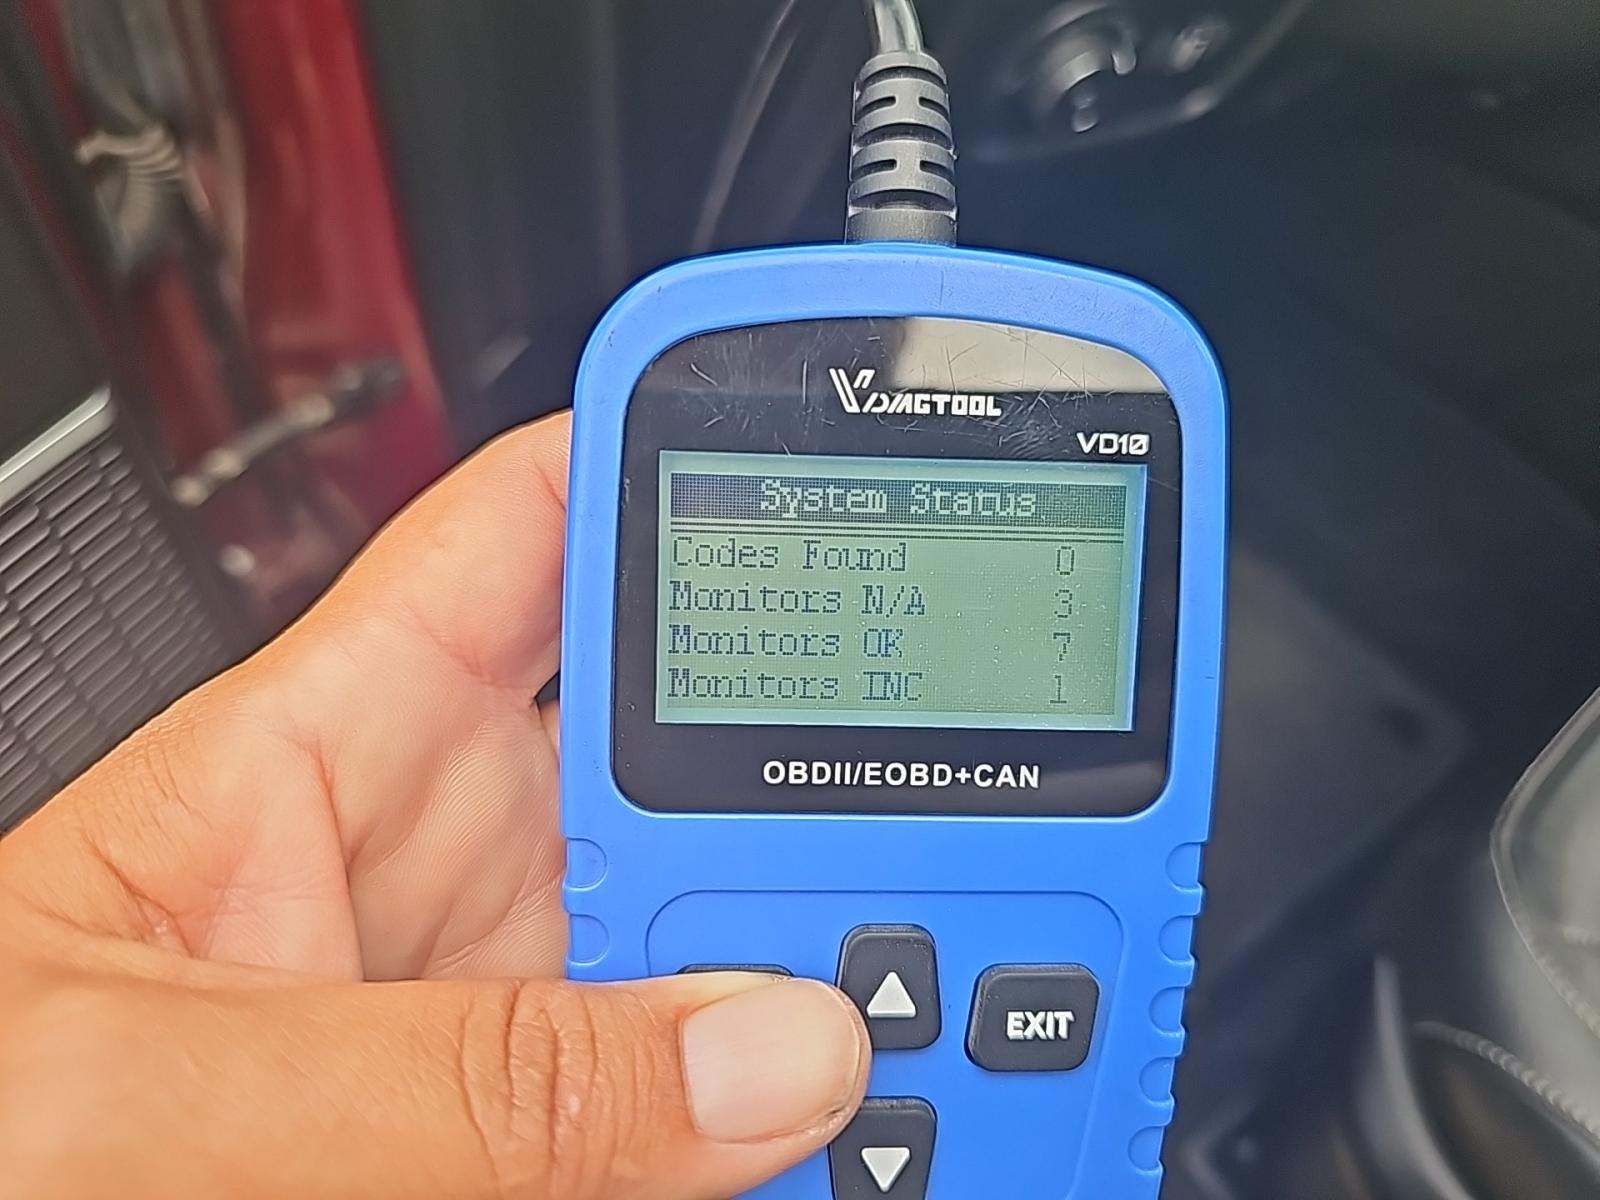 VDIAGTOOL
VD10
System Status
Codes Found 0
Monitors N/A 3
Monitors OK 7
Monitors INC 1
OBDII/EOBD+CAN
EXIT